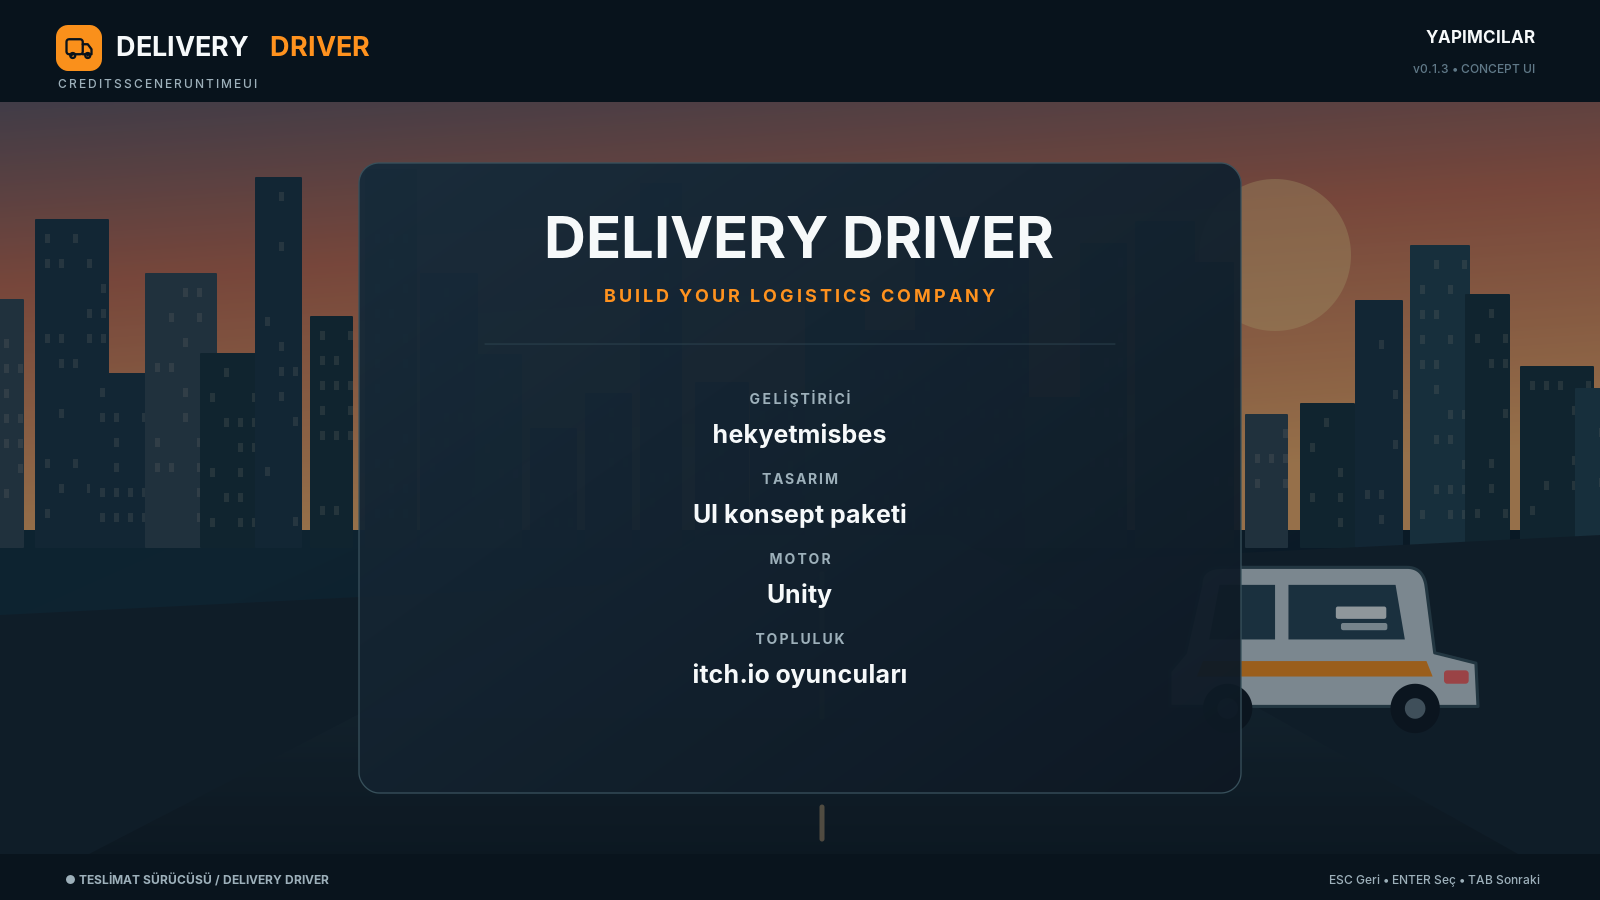 DELIVERY DRIVER
CREDITSSCENERUNTIMEUI
YAPIMCILAR
v0.1.3 • CONCEPT UI
DELIVERY DRIVER
BUILD YOUR LOGISTICS COMPANY
GELİŞTİRİCİ
hekyetmisbes
TASARIM
UI konsept paketi
MOTOR
Unity
TOPLULUK
itch.io oyuncuları
TESLİMAT SÜRÜCÜSÜ / DELIVERY DRIVER
ESC Geri • ENTER Seç • TAB Sonraki